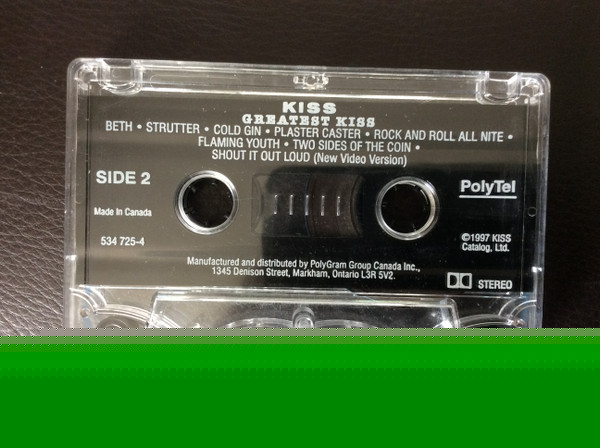 KISS
GREATEST KISS
BETH • STRUTTER • COLD GIN • PLASTER CASTER • ROCK AND ROLL ALL NITE •
FLAMING YOUTH • TWO SIDES OF THE COIN •
SHOUT IT OUT LOUD (New Video Version)
SIDE 2
PolyTel
Made In Canada
534 725-4
©1997 KISS
Catalog, Ltd.
Manufactured and distributed by PolyGram Group Canada Inc.,
1345 Denison Street, Markham, Ontario L3R 5V2.
STEREO